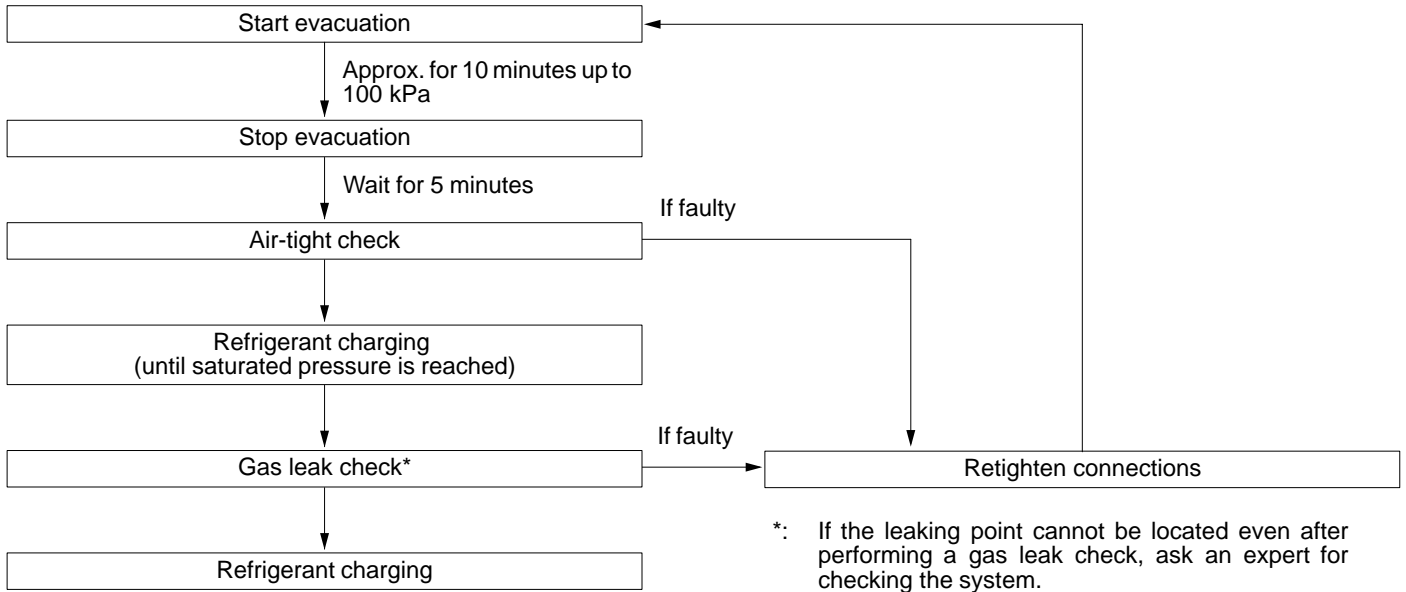 Start evacuation
Approx. for 10 minutes up to
100 kPa
Stop evacuation
Wait for 5 minutes
If faulty
Air-tight check
Refrigerant charging
(until saturated pressure is reached)
If faulty
Gas leak check*
Retighten connections
*: If the leaking point cannot be located even after
performing a gas leak check, ask an expert for
checking the system.
Refrigerant charging